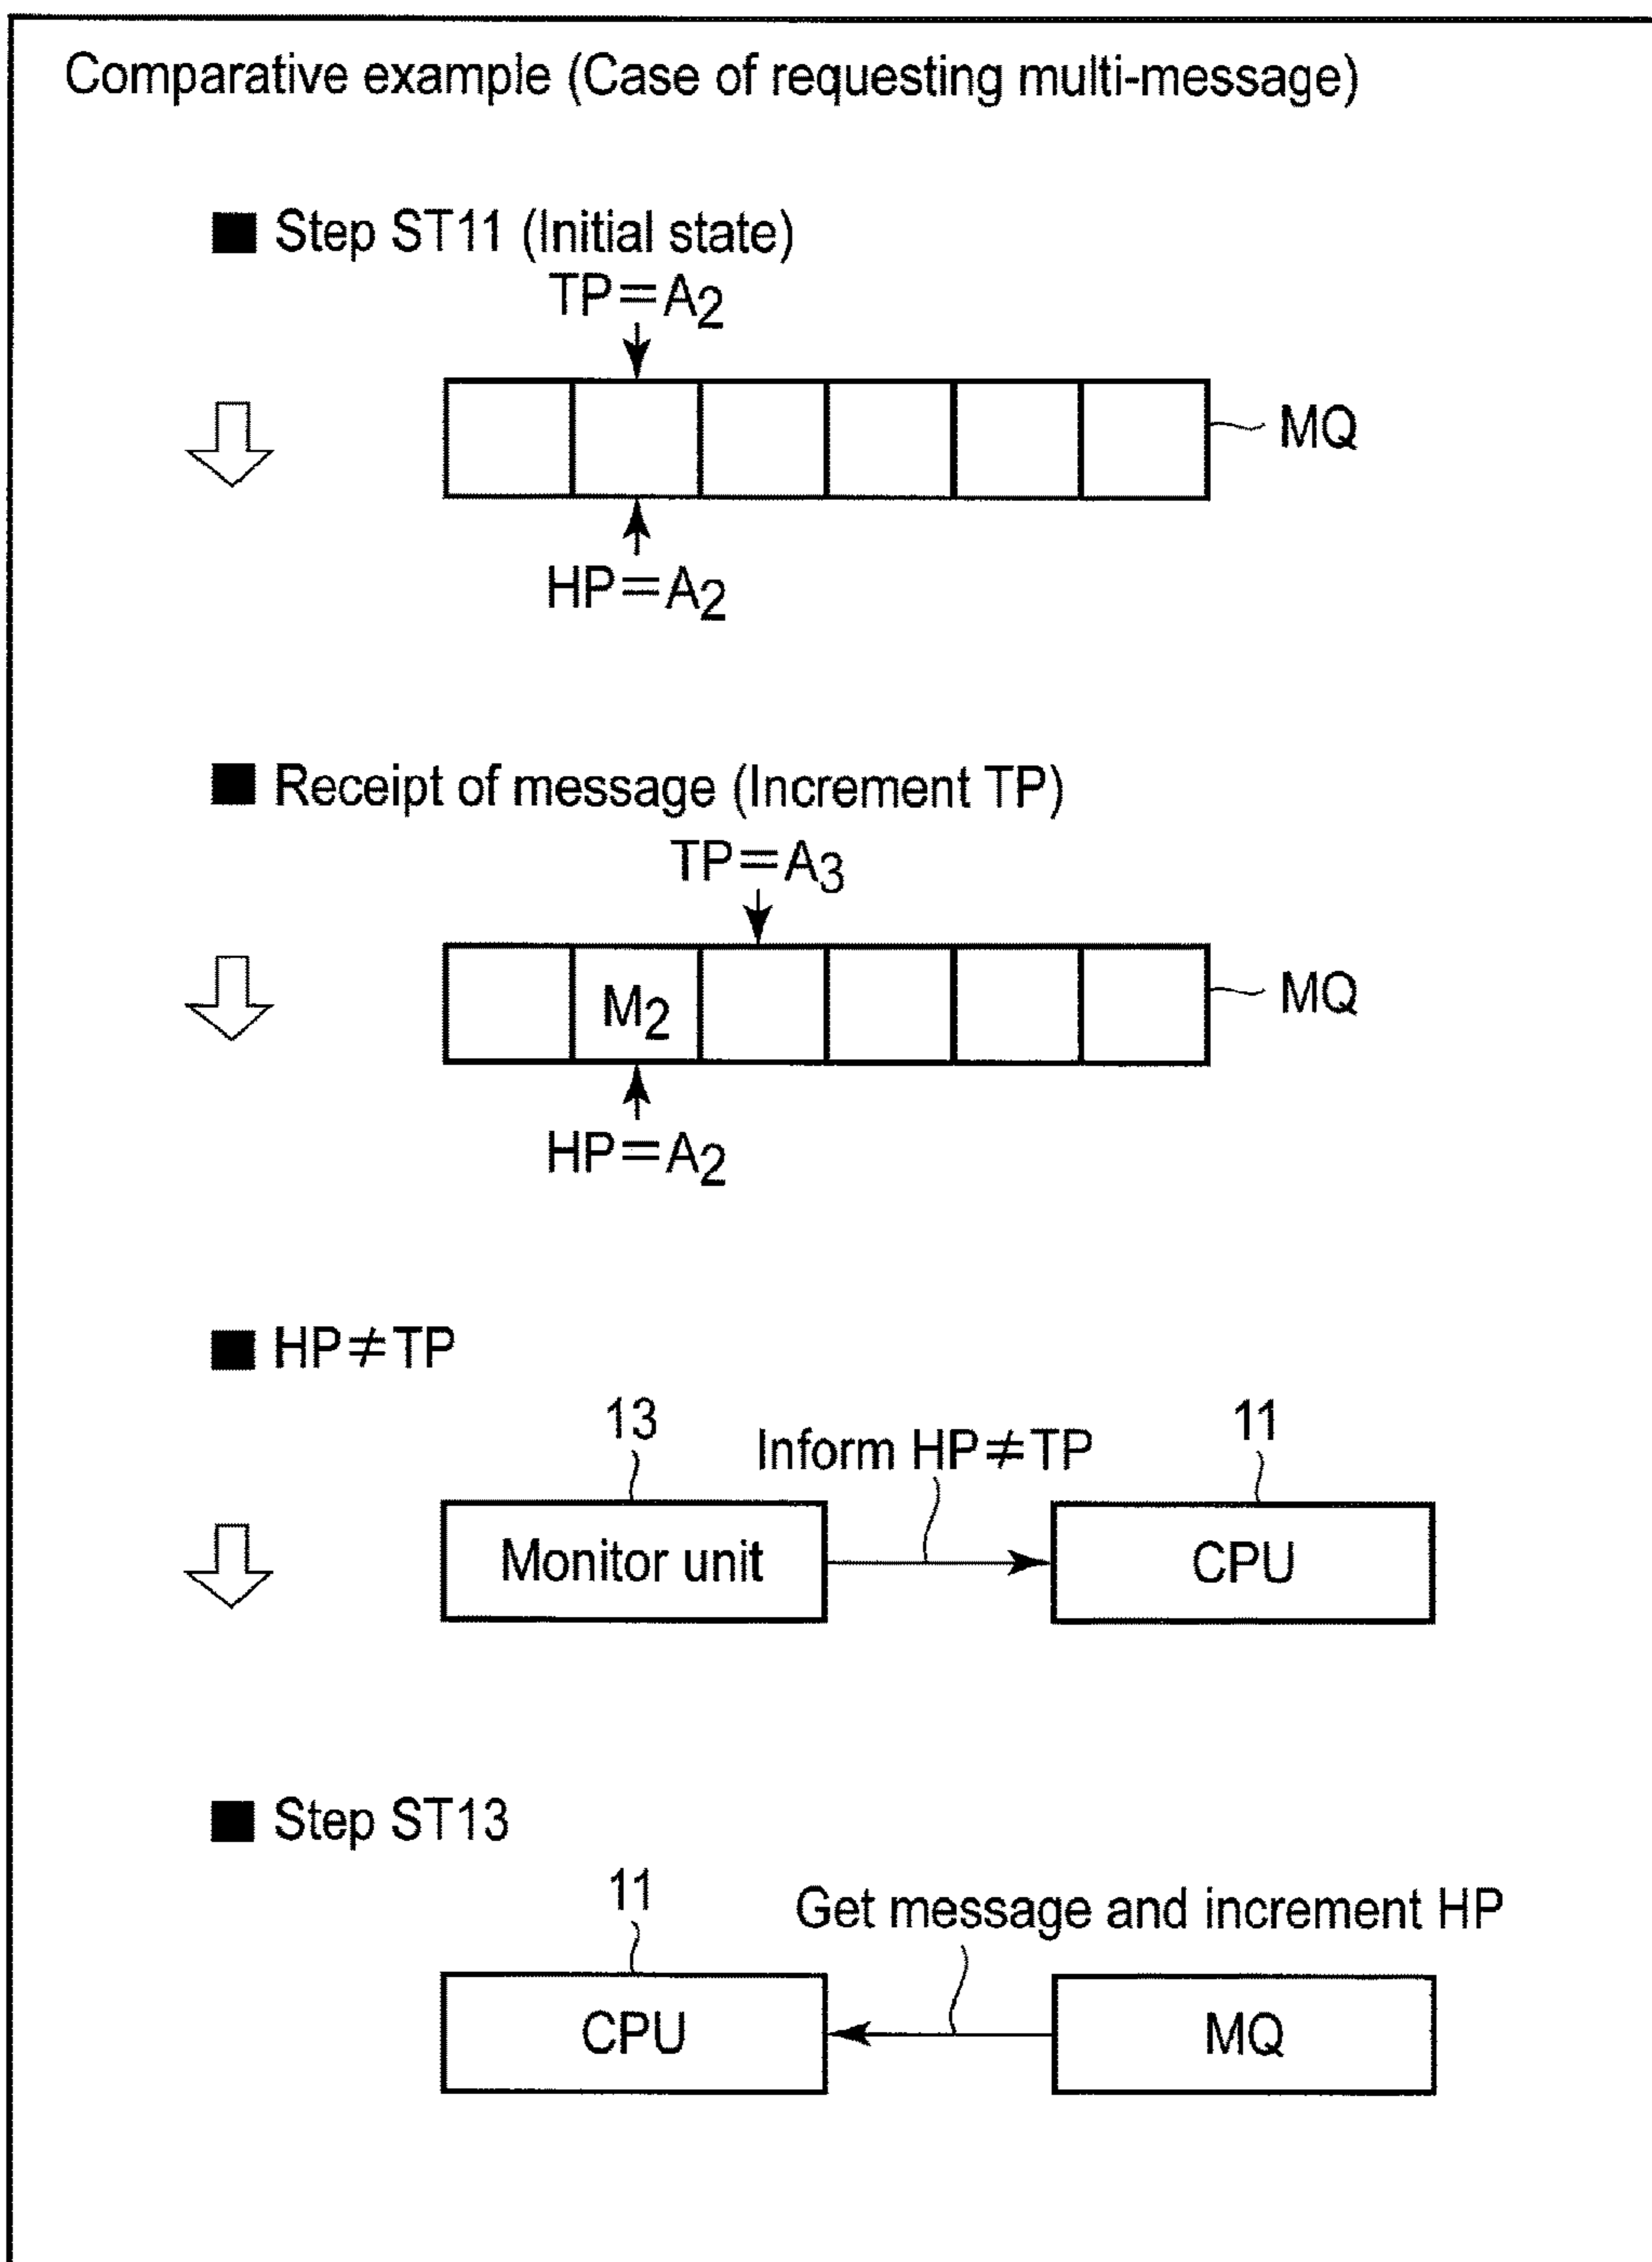 Comparative example (Case of requesting multi-message)
■ Step ST11 (Initial state)
TP=A2
MQ
HP=A2
■ Receipt of message (Increment TP)
TP=A3
M2
MQ
HP=A2
■ HP≠TP
13
Inform HP≠TP
11
Monitor unit
CPU
■ Step ST13
11
Get message and increment HP
CPU
MQ